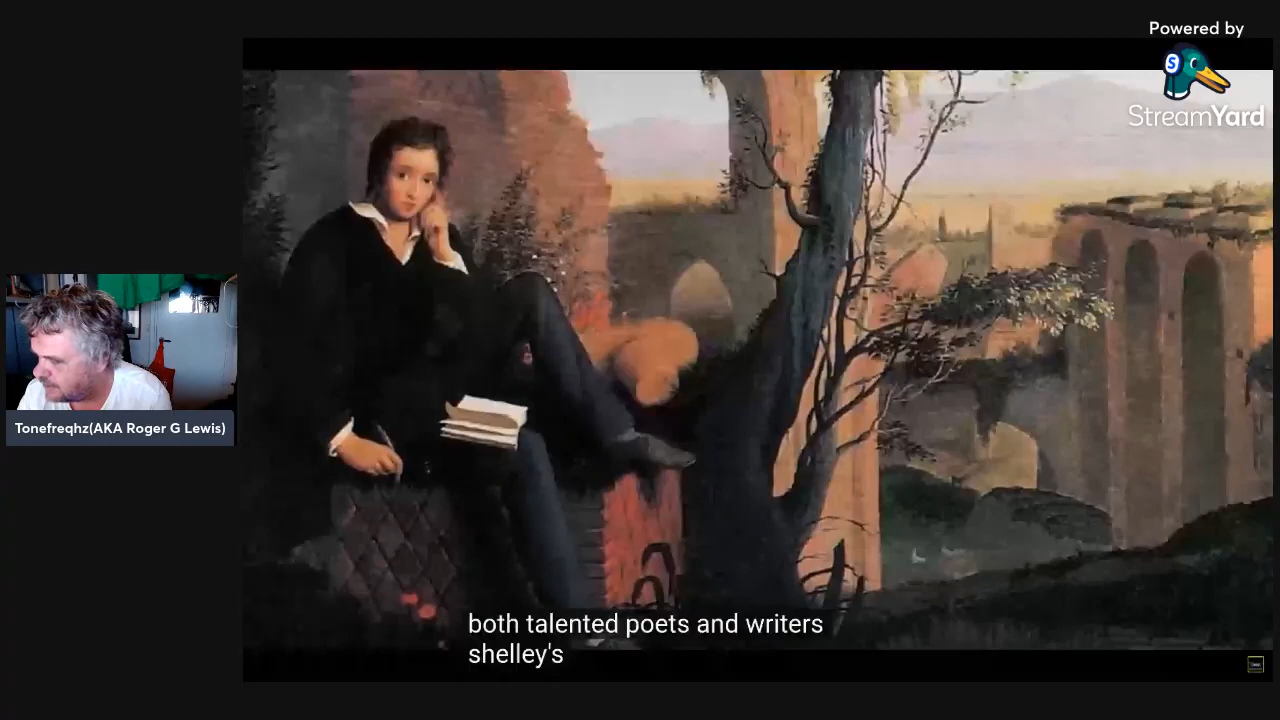 Powered by
StreamYard
Tonefreqhz(AKA Roger G Lewis)
both talented poets and writers
shelley's